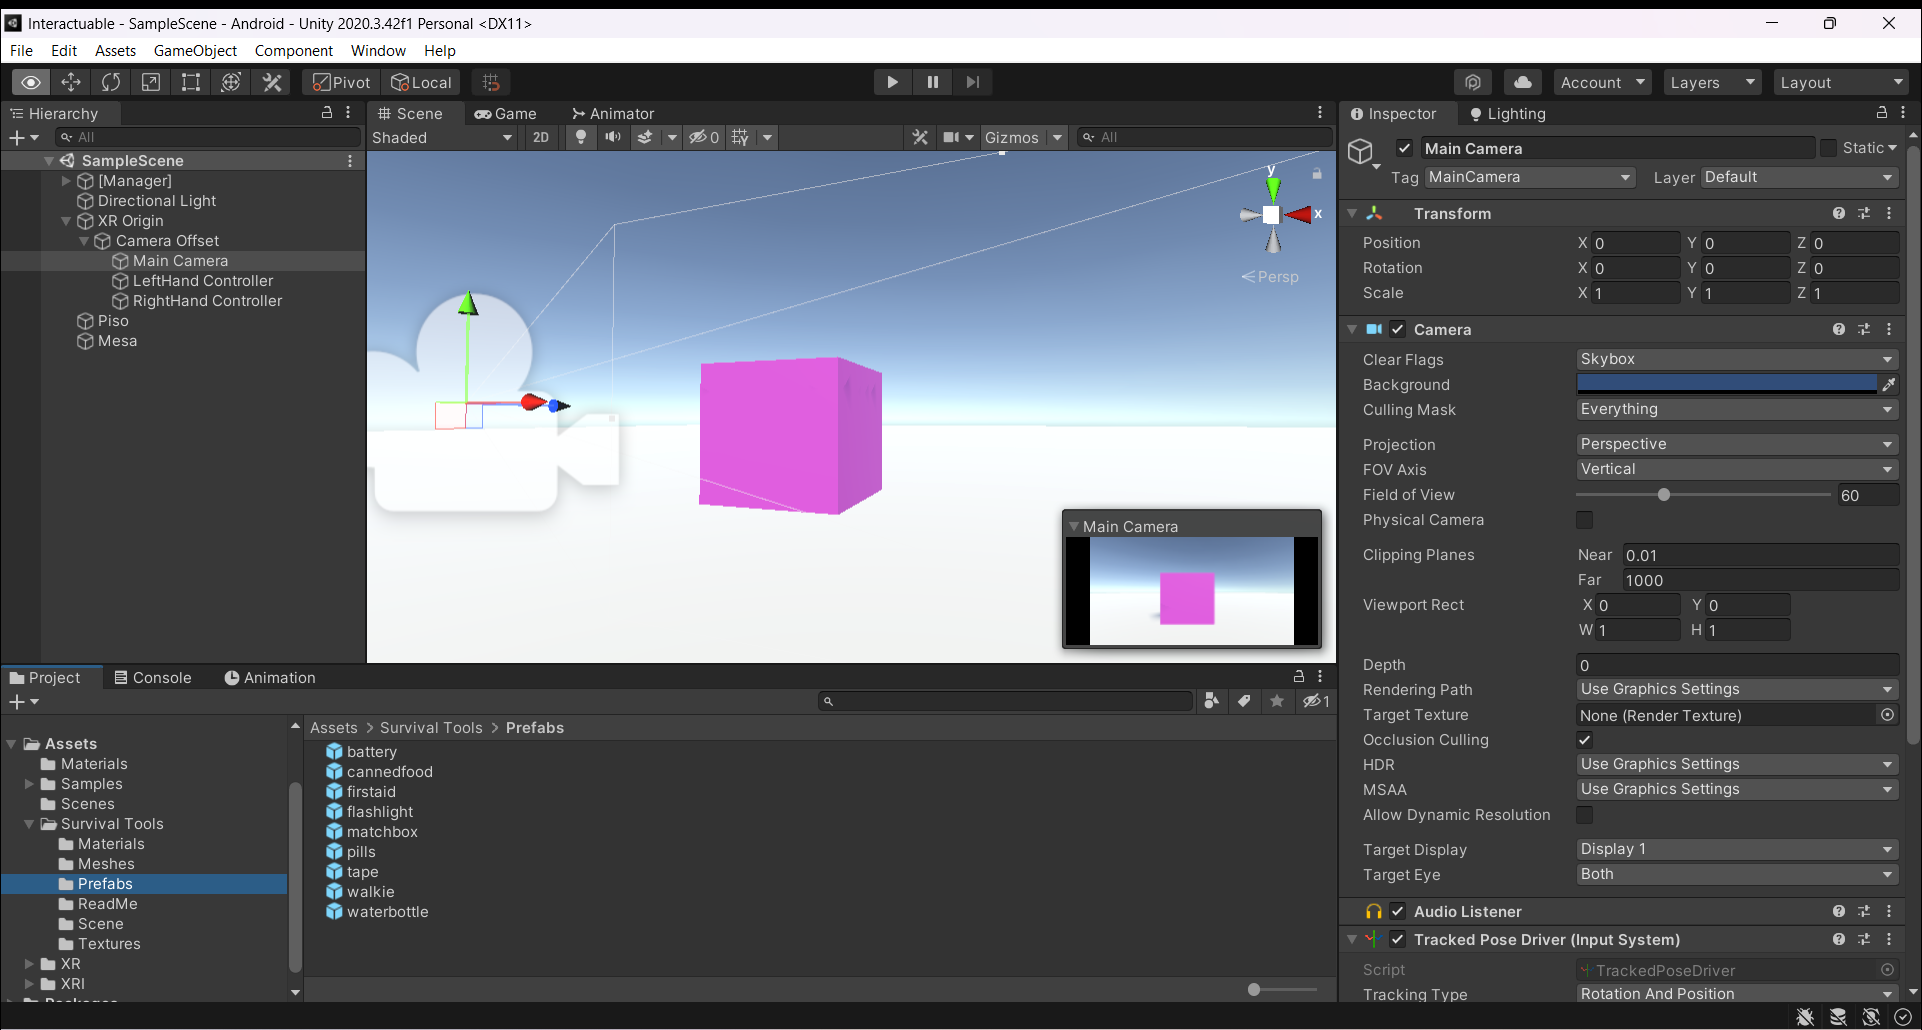 Interactuable - SampleScene - Android - Unity 2020.3.42f1 Personal <DX11>
File Edit Assets GameObject Component Window Help
Pivot Local Account Layers Layout
Hierarchy
All
SampleScene
[Manager]
Directional Light
XR Origin
Camera Offset
Main Camera
LeftHand Controller
RightHand Controller
Piso
Mesa
Scene Game Animator
Shaded 2D 0 Gizmos All
y
x
Persp
Main Camera
Inspector Lighting
Main Camera Static
Tag MainCamera Layer Default
Transform
Position X 0 Y 0 Z 0
Rotation X 0 Y 0 Z 0
Scale X 1 Y 1 Z 1
Camera
Clear Flags Skybox
Background
Culling Mask Everything
Projection Perspective
FOV Axis Vertical
Field of View 60
Physical Camera
Clipping Planes Near 0.01
Far 1000
Viewport Rect X 0 Y 0
W 1 H 1
Depth 0
Rendering Path Use Graphics Settings
Target Texture None (Render Texture)
Occlusion Culling
HDR Use Graphics Settings
MSAA Use Graphics Settings
Allow Dynamic Resolution
Target Display Display 1
Target Eye Both
Audio Listener
Tracked Pose Driver (Input System)
Script TrackedPoseDriver
Tracking Type Rotation And Position
Project Console Animation
1
Assets
Materials
Samples
Scenes
Survival Tools
Materials
Meshes
Prefabs
ReadMe
Scene
Textures
XR
XRI
Packages
Assets > Survival Tools > Prefabs
battery
cannedfood
firstaid
flashlight
matchbox
pills
tape
walkie
waterbottle